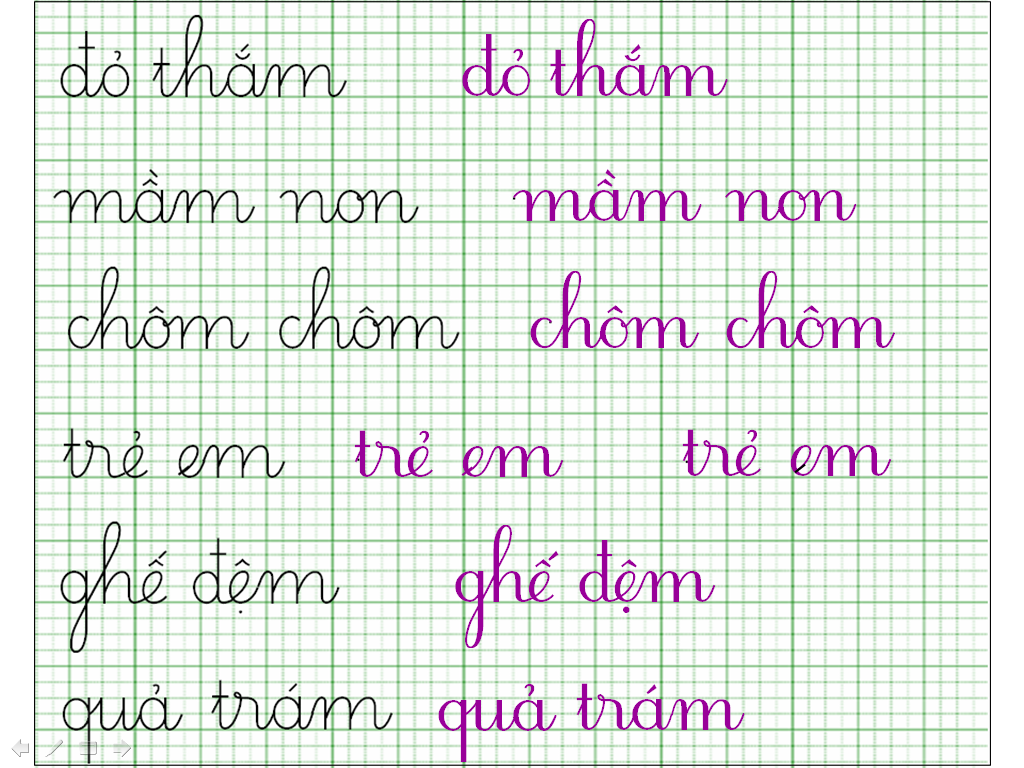 đỏ thắm đỏ thắm
mầm non mầm non
chôm chôm chôm chôm
trẻ em trẻ em trẻ em
ghế đệm ghế đệm
quả trám quả trám